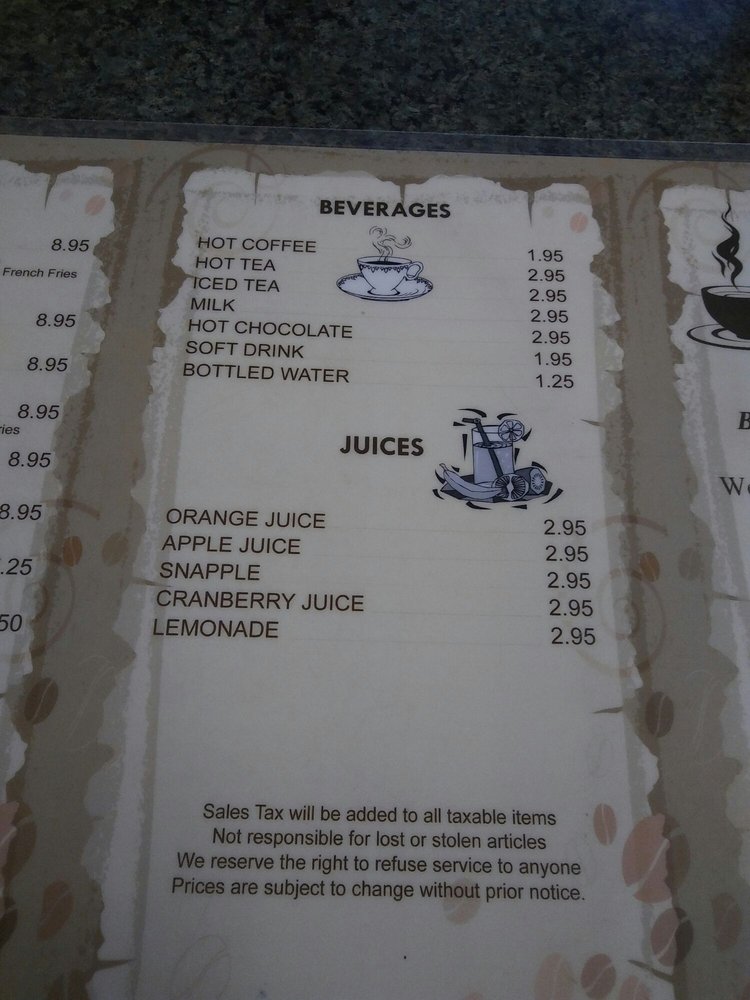 8.95
French Fries
8.95
8.95
8.95
8.95
8.95
.25
50
BEVERAGES
HOT COFFEE 1.95
HOT TEA 2.95
ICED TEA 2.95
MILK 2.95
HOT CHOCOLATE 2.95
SOFT DRINK 1.95
BOTTLED WATER 1.25
JUICES
ORANGE JUICE 2.95
APPLE JUICE 2.95
SNAPPLE 2.95
CRANBERRY JUICE 2.95
LEMONADE 2.95
Sales Tax will be added to all taxable items
Not responsible for lost or stolen articles
We reserve the right to refuse service to anyone
Prices are subject to change without prior notice.